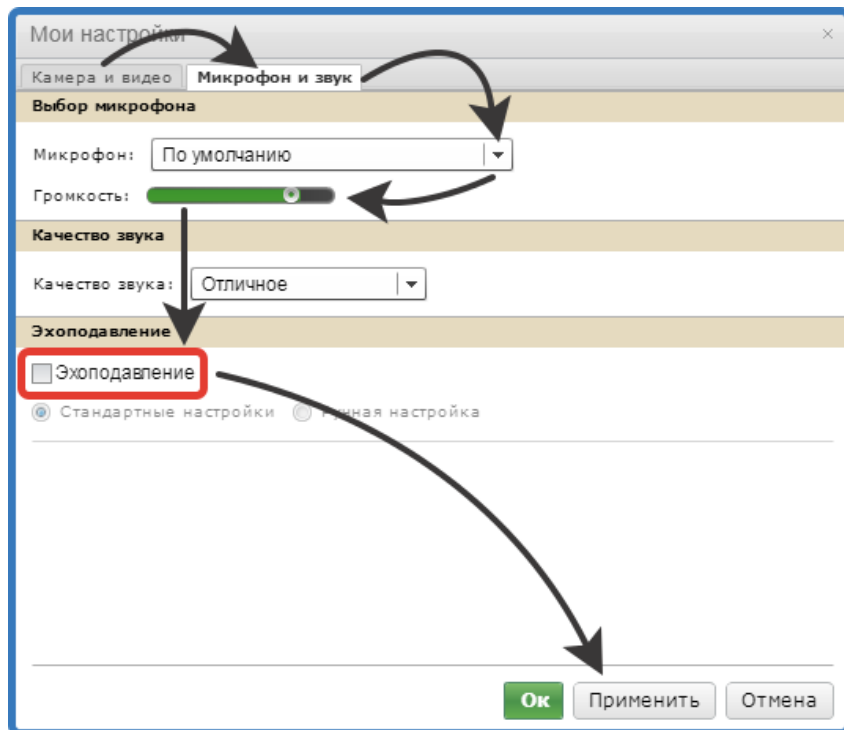 Мои настройки
Камера и видео Микрофон и звук
Выбор микрофона
Микрофон: По умолчанию
Громкость:
Качество звука
Качество звука: Отличное
Эхоподавление
Эхоподавление
Стандартные настройки Ручная настройка
Ок Применить Отмена